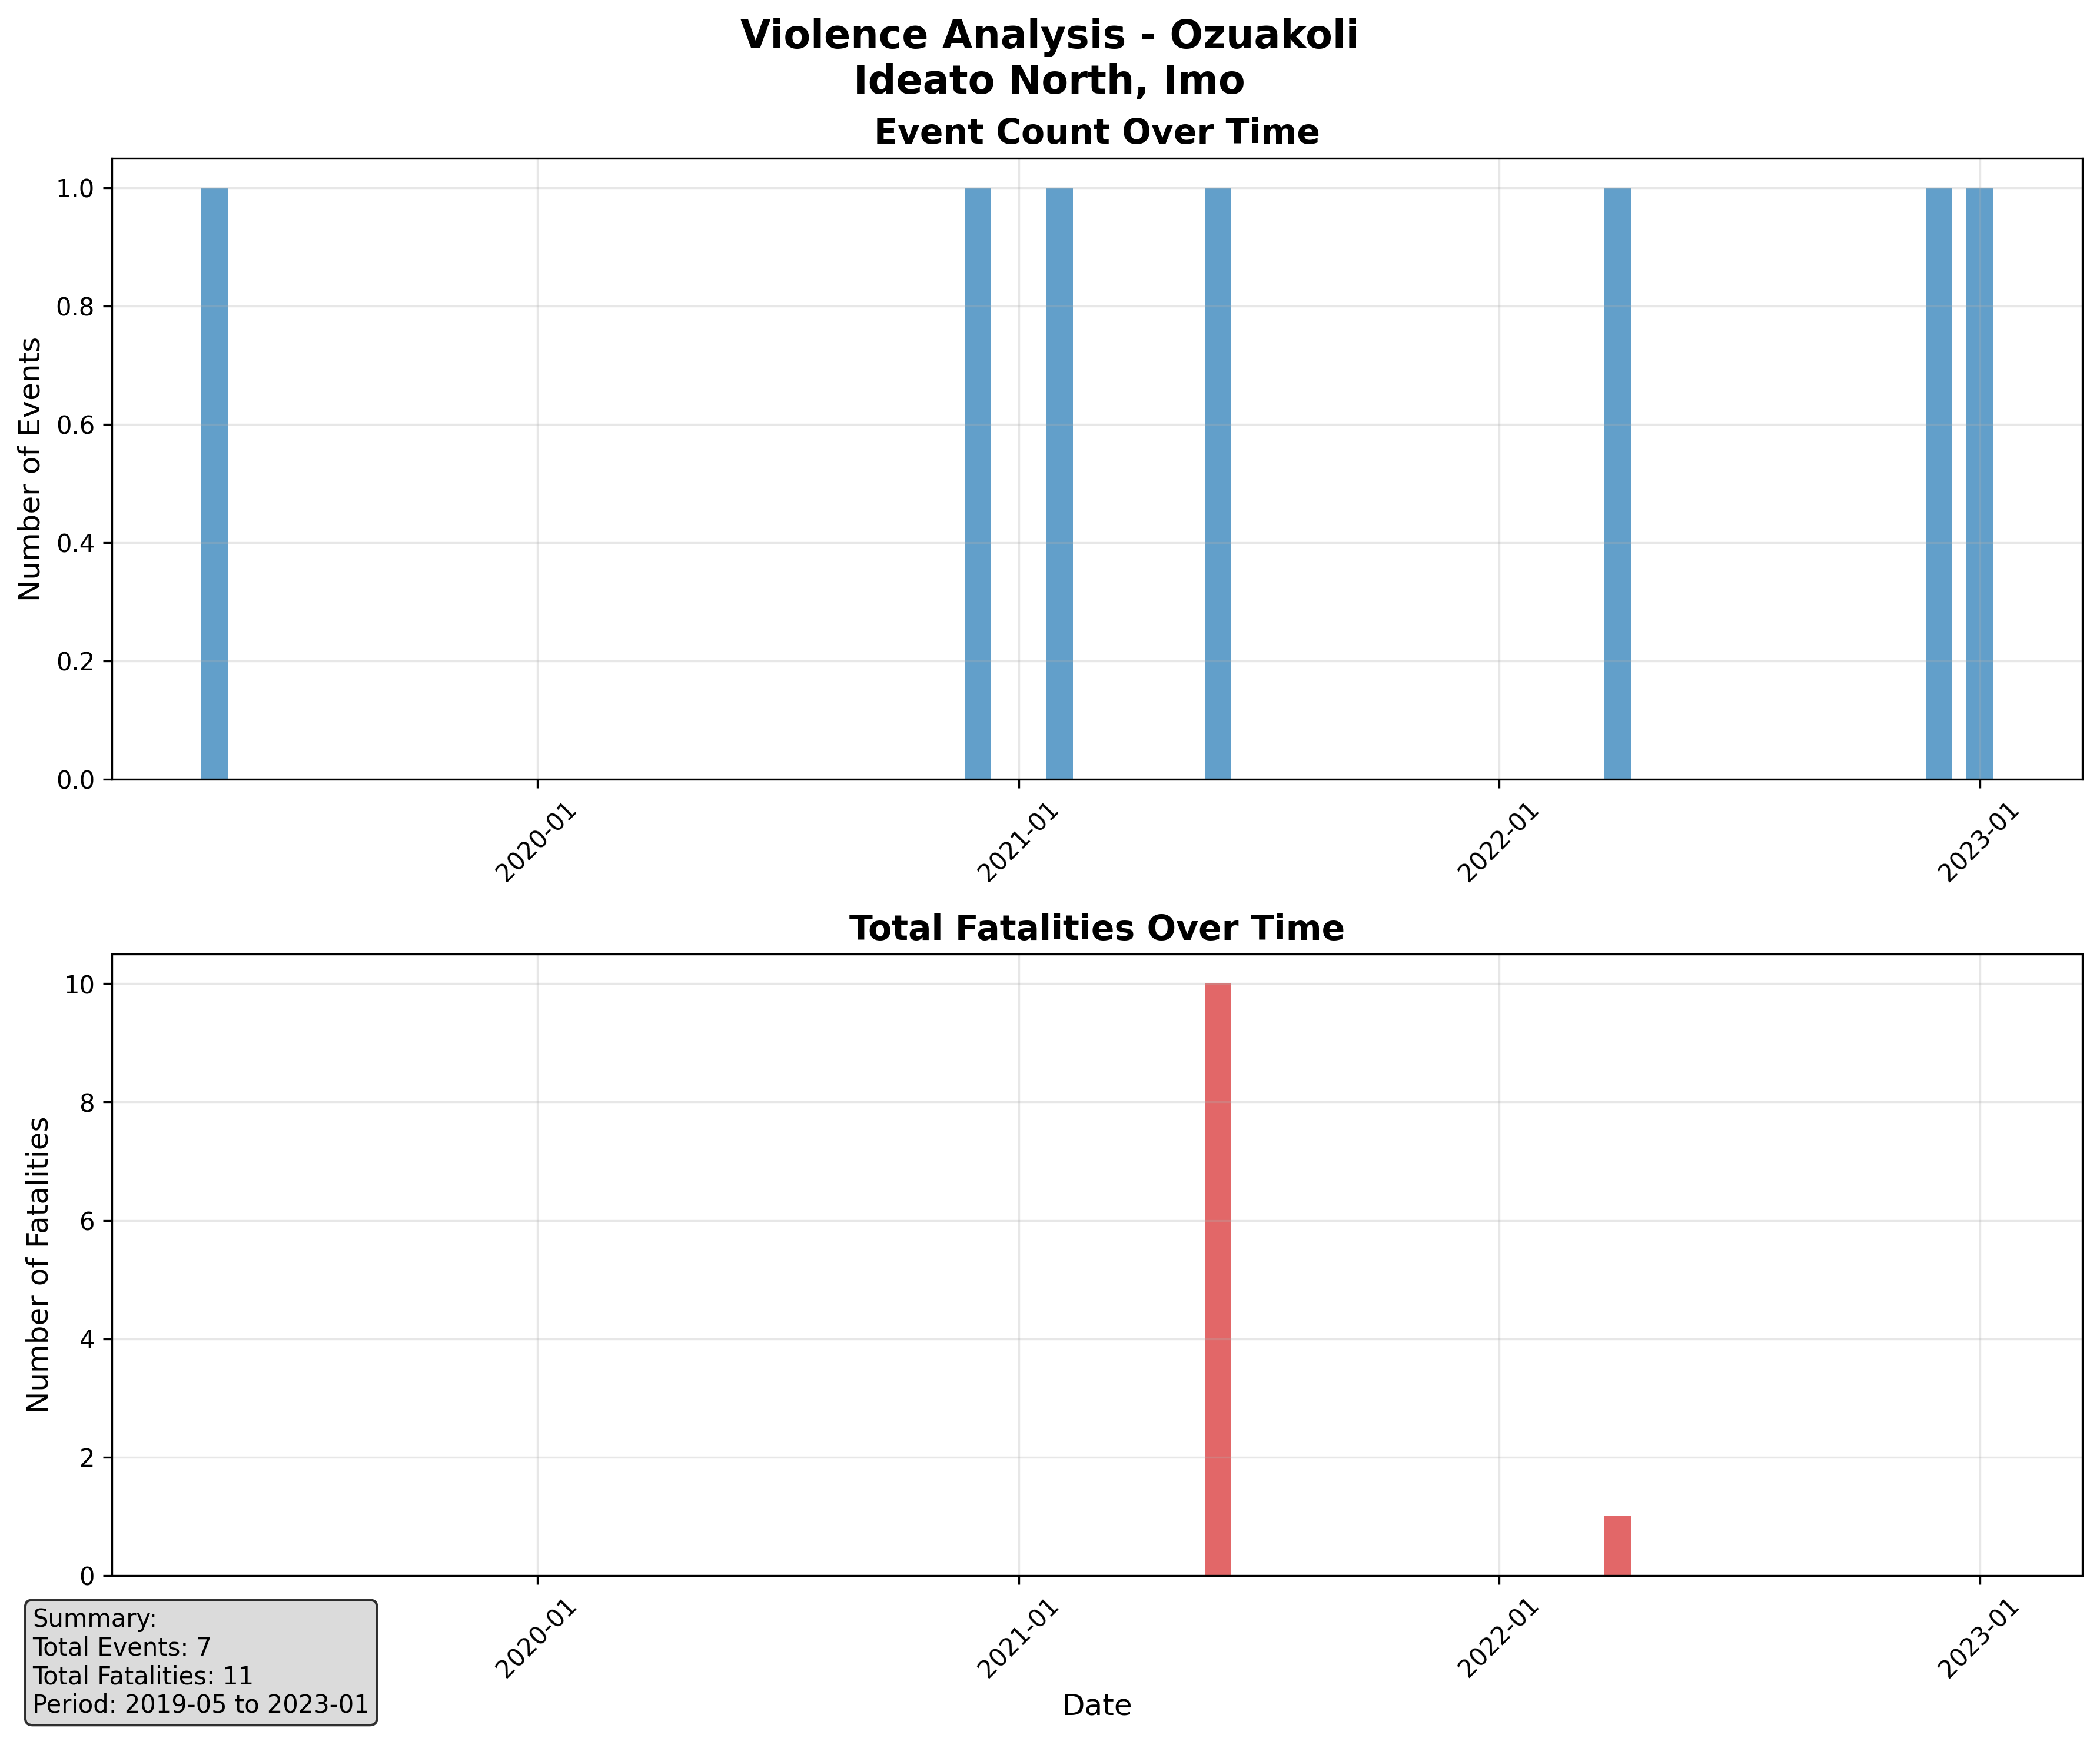 Violence Analysis - Ozuakoli
Ideato North, Imo
Event Count Over Time
Number of Events
1.0
0.8
0.6
0.4
0.2
0.0
2020-01
2021-01
2022-01
2023-01
Total Fatalities Over Time
Number of Fatalities
10
8
6
4
2
0
2020-01
2021-01
2022-01
2023-01
Date
Summary:
Total Events: 7
Total Fatalities: 11
Period: 2019-05 to 2023-01